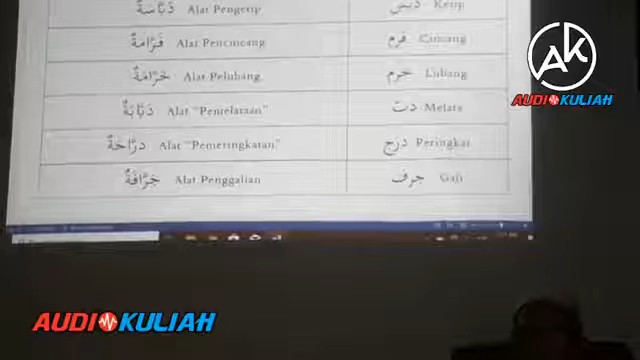 دَبَّاسَةٌ Alat Pengetip دبس Ketip
فَرَّامَةٌ Alat Pencincang فرم Cincang
خَرَّامَةٌ Alat Pelubang خرم Lubang
دَبَّابَةٌ Alat "Pemelataan" دبّ Melata
دَرَّاجَةٌ Alat "Pemeringkatan" درج Peringkat
جَرَّافَةٌ Alat Penggalian جرف Gali
AK
AUDIOKULIAH
AUDIOKULIAH